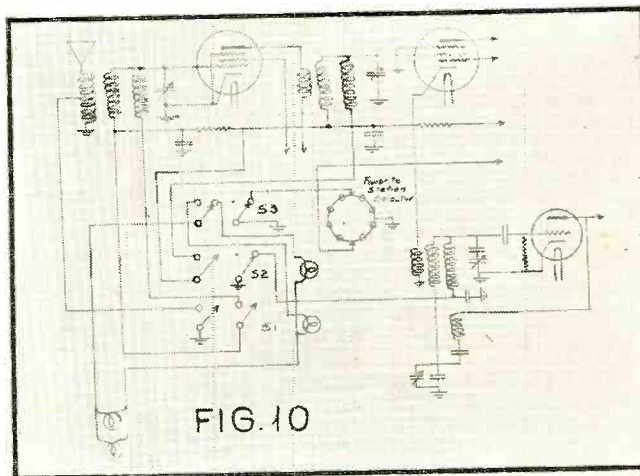 Favorite
Station
Selector
S3
S2
S1
FIG. 10